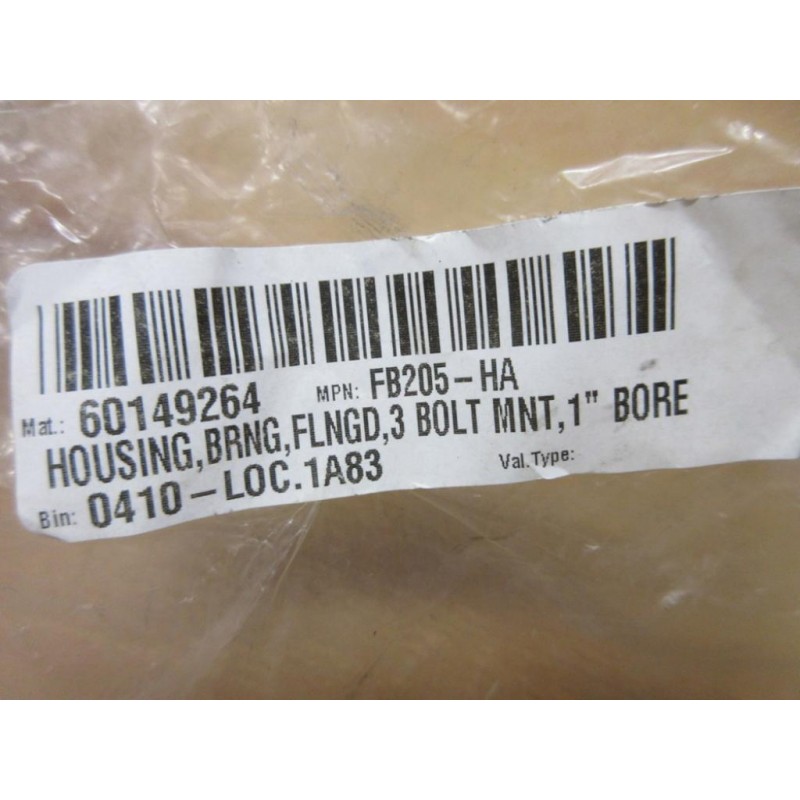 Mat.: 60149264 MPN: FB205-HA
HOUSING,BRNG,FLNGD,3 BOLT MNT,1" BORE
Bin: 0410-LOC.1A83 Val.Type: